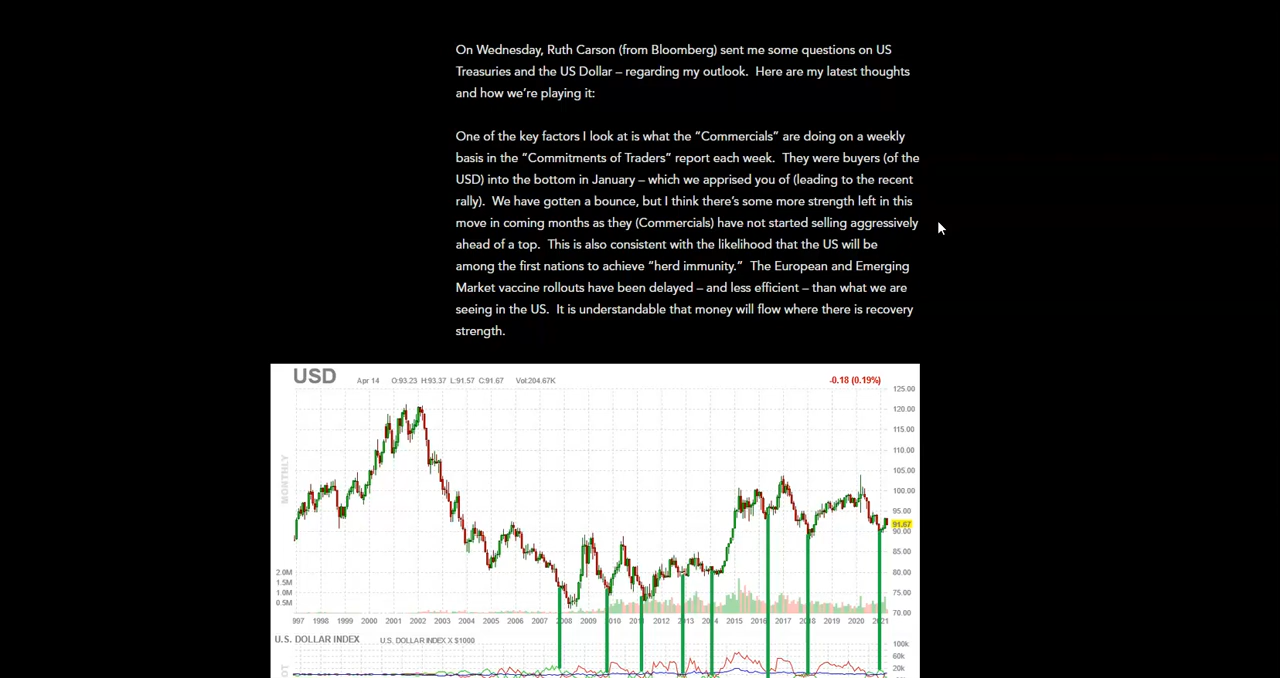 On Wednesday, Ruth Carson (from Bloomberg) sent me some questions on US
Treasuries and the US Dollar – regarding my outlook.  Here are my latest thoughts
and how we’re playing it:
One of the key factors I look at is what the “Commercials” are doing on a weekly
basis in the “Commitments of Traders” report each week.  They were buyers (of the
USD) into the bottom in January – which we apprised you of (leading to the recent
rally).  We have gotten a bounce, but I think there’s some more strength left in this
move in coming months as they (Commercials) have not started selling aggressively
ahead of a top.  This is also consistent with the likelihood that the US will be
among the first nations to achieve “herd immunity.”  The European and Emerging
Market vaccine rollouts have been delayed – and less efficient – than what we are
seeing in the US.  It is understandable that money will flow where there is recovery
strength.
USD Apr 14 O:93.23 H:93.37 L:91.57 C:91.67 Vol:204.67K -0.18 (0.19%)
125.00
120.00
115.00
110.00
105.00
100.00
95.00
91.67
90.00
85.00
80.00
75.00
70.00
MONTHLY
2.0M
1.5M
1.0M
0.5M
997 1998 1999 2000 2001 2002 2003 2004 2005 2006 2007 2008 2009 2010 2011 2012 2013 2014 2015 2016 2017 2018 2019 2020 2021
U.S. DOLLAR INDEX U.S. DOLLAR INDEX X $1000
100k
60k
20k